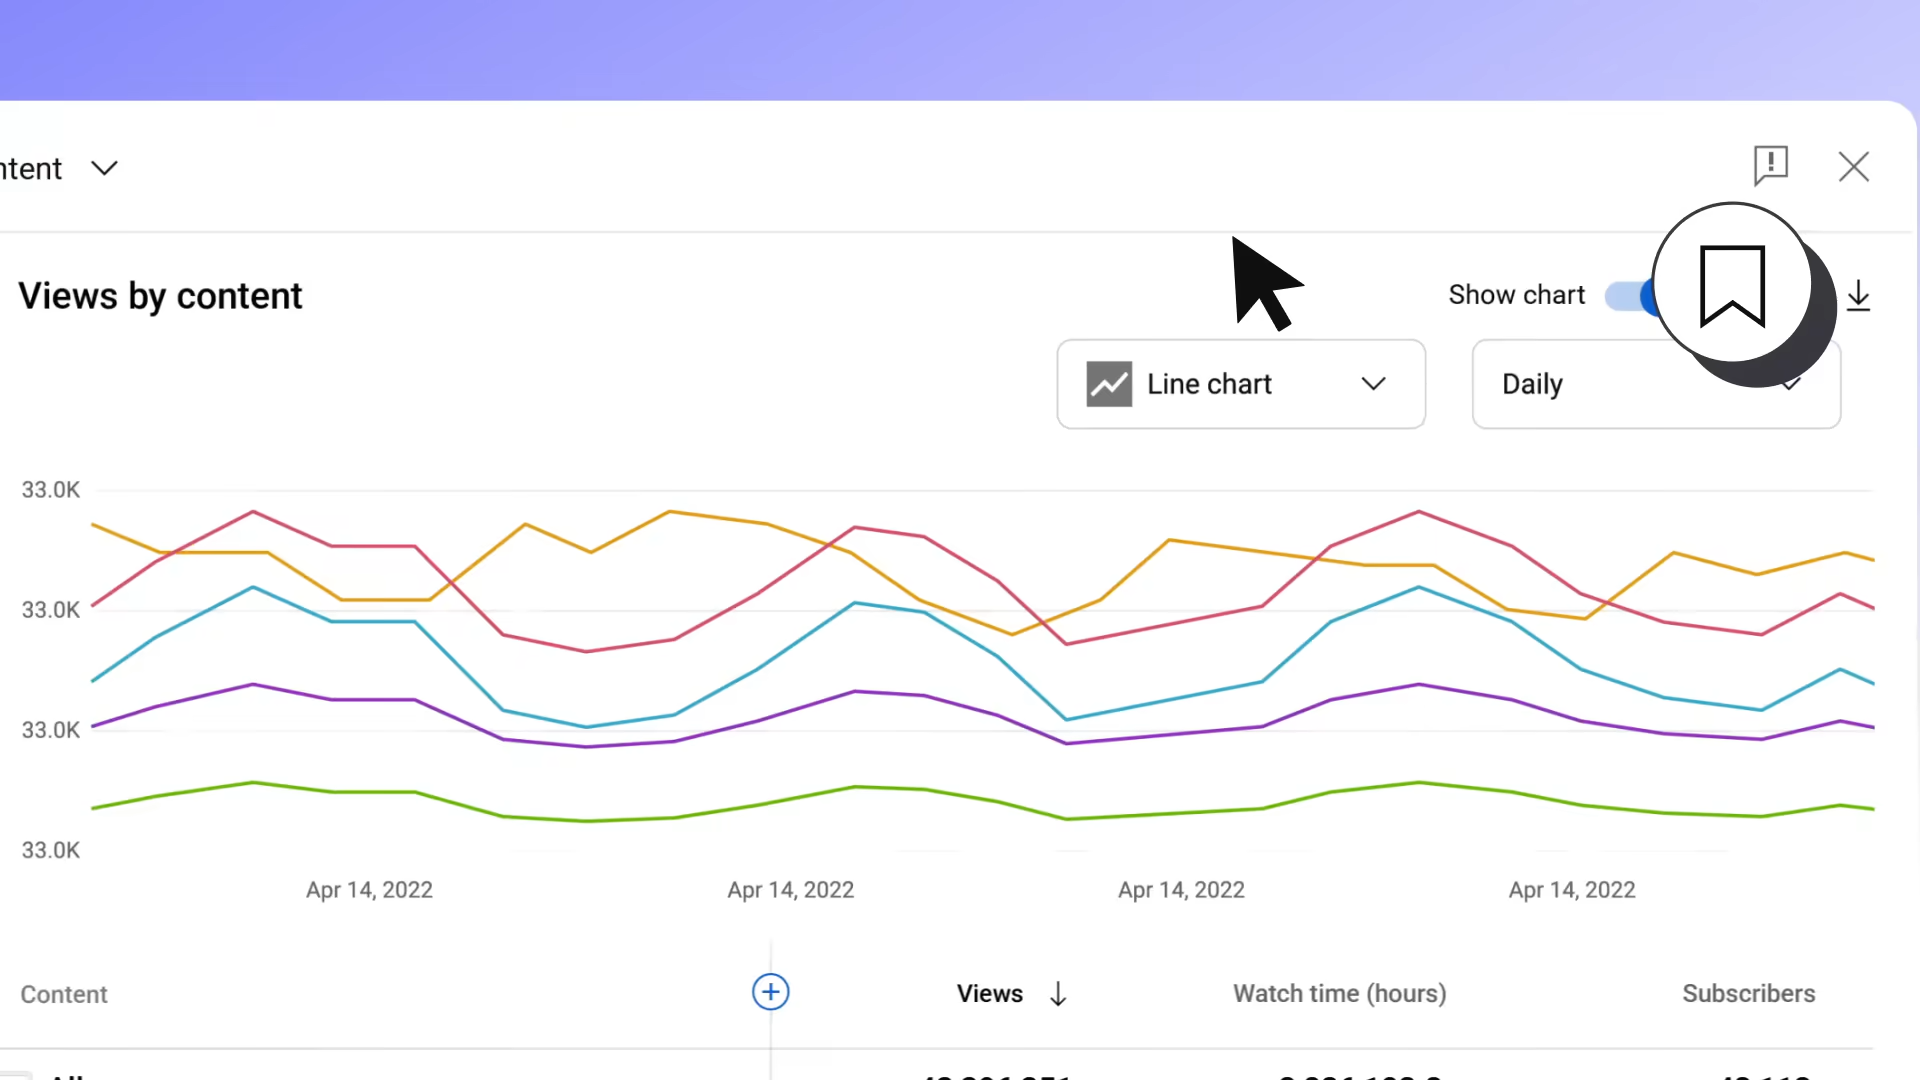 ntent
Views by content
Show chart
Line chart
Daily
33.0K
33.0K
33.0K
33.0K
Apr 14, 2022 Apr 14, 2022 Apr 14, 2022 Apr 14, 2022
Content Views Watch time (hours) Subscribers